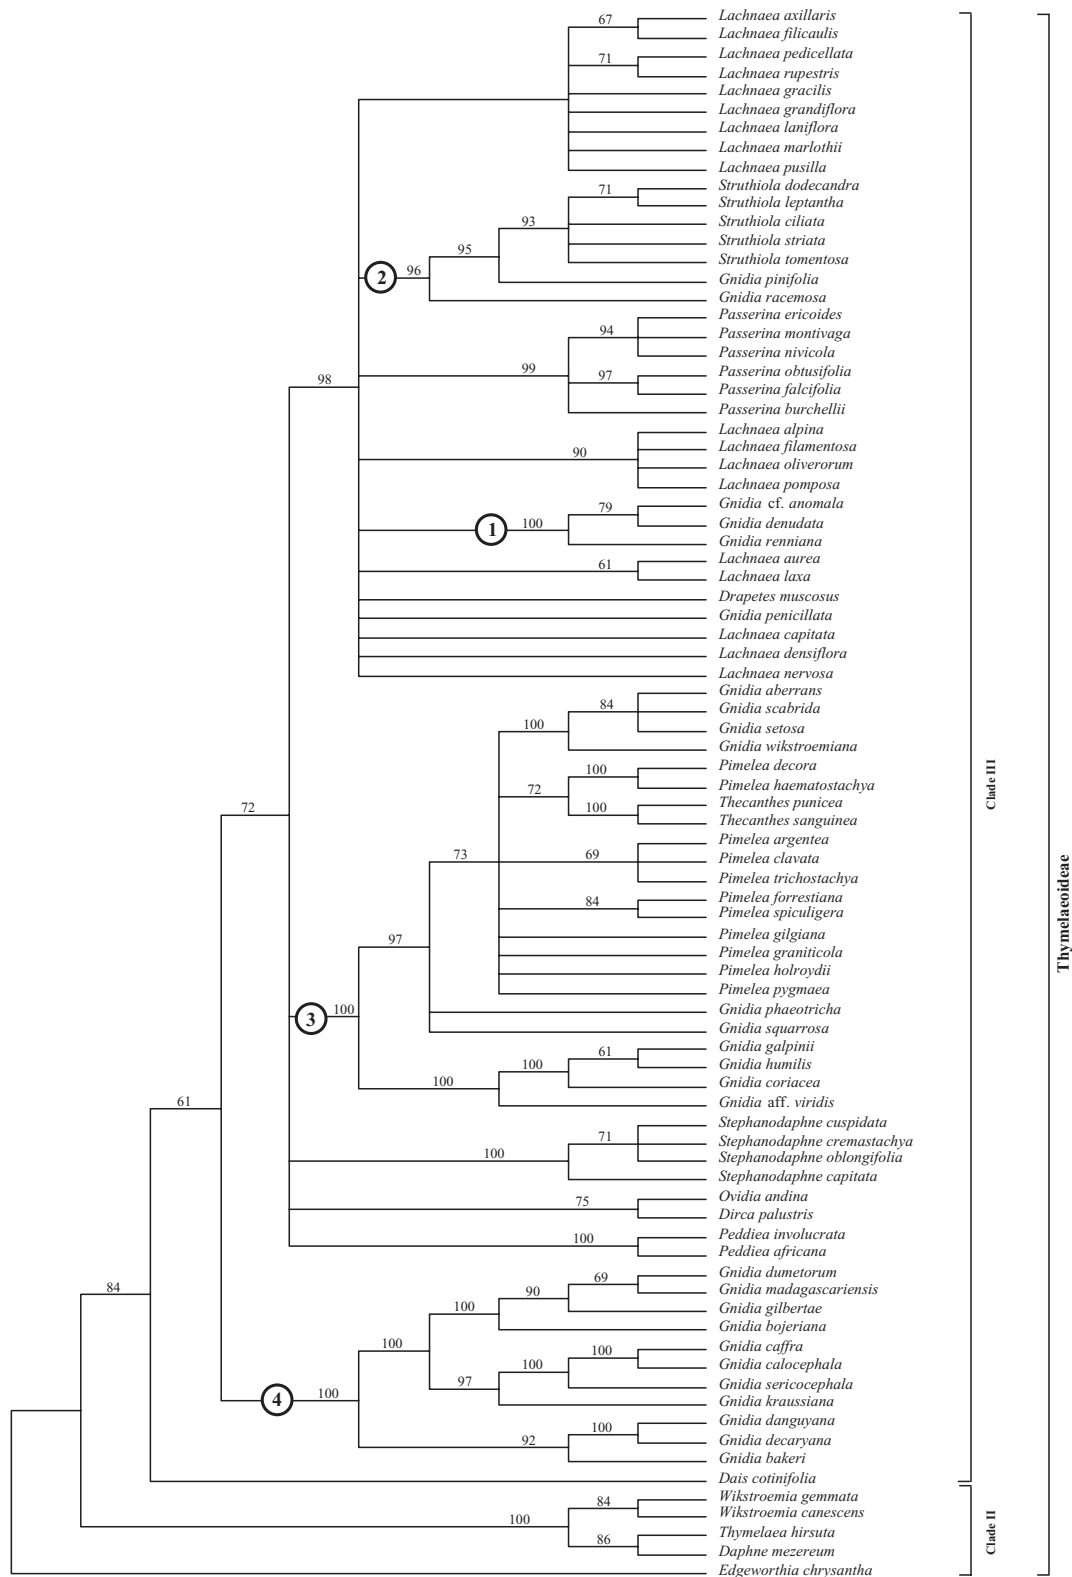 67
Lachnaea axillaris
Lachnaea filicaulis
71
Lachnaea pedicellata
Lachnaea rupestris
Lachnaea gracilis
Lachnaea grandiflora
Lachnaea laniflora
Lachnaea marlothii
Lachnaea pusilla
71
Struthiola dodecandra
Struthiola leptantha
93
Struthiola ciliata
Struthiola striata
95
Struthiola tomentosa
2
96
Gnidia pinifolia
Gnidia racemosa
Passerina ericoides
94
Passerina montivaga
Passerina nivicola
99
97
Passerina obtusifolia
Passerina falcifolia
98
Passerina burchellii
Lachnaea alpina
Lachnaea filamentosa
90
Lachnaea oliverorum
Lachnaea pomposa
79
Gnidia cf. anomala
1
100
Gnidia denudata
Gnidia renniana
61
Lachnaea aurea
Lachnaea laxa
Drapetes muscosus
Gnidia penicillata
Lachnaea capitata
Lachnaea densiflora
Lachnaea nervosa
Gnidia aberrans
84
Gnidia scabrida
100
Gnidia setosa
Gnidia wikstroemiana
100
Pimelea decora
Pimelea haematostachya
72
100
Thecanthes punicea
Thecanthes sanguinea
72
Pimelea argentea
73
69
Pimelea clavata
Pimelea trichostachya
84
Pimelea forrestiana
Pimelea spiculigera
Pimelea gilgiana
97
Pimelea graniticola
Pimelea holroydii
Pimelea pygmaea
3
100
Gnidia phaeotricha
Gnidia squarrosa
61
Gnidia galpinii
100
Gnidia humilis
100
Gnidia coriacea
61
Gnidia aff. viridis
Stephanodaphne cuspidata
71
Stephanodaphne cremastachya
100
Stephanodaphne oblongifolia
Stephanodaphne capitata
75
Ovidia andina
Dirca palustris
100
Peddiea involucrata
Peddiea africana
84
69
Gnidia dumetorum
90
Gnidia madagascariensis
100
Gnidia gilbertae
Gnidia bojeriana
100
100
Gnidia caffra
100
Gnidia calocephala
97
Gnidia sericocephala
4
100
Gnidia kraussiana
100
Gnidia danguyana
92
Gnidia decaryana
Gnidia bakeri
Dais cotinifolia
84
Wikstroemia gemmata
100
Wikstroemia canescens
86
Thymelaea hirsuta
Daphne mezereum
Edgeworthia chrysantha
Clade III
Clade II
Thymelaeoideae